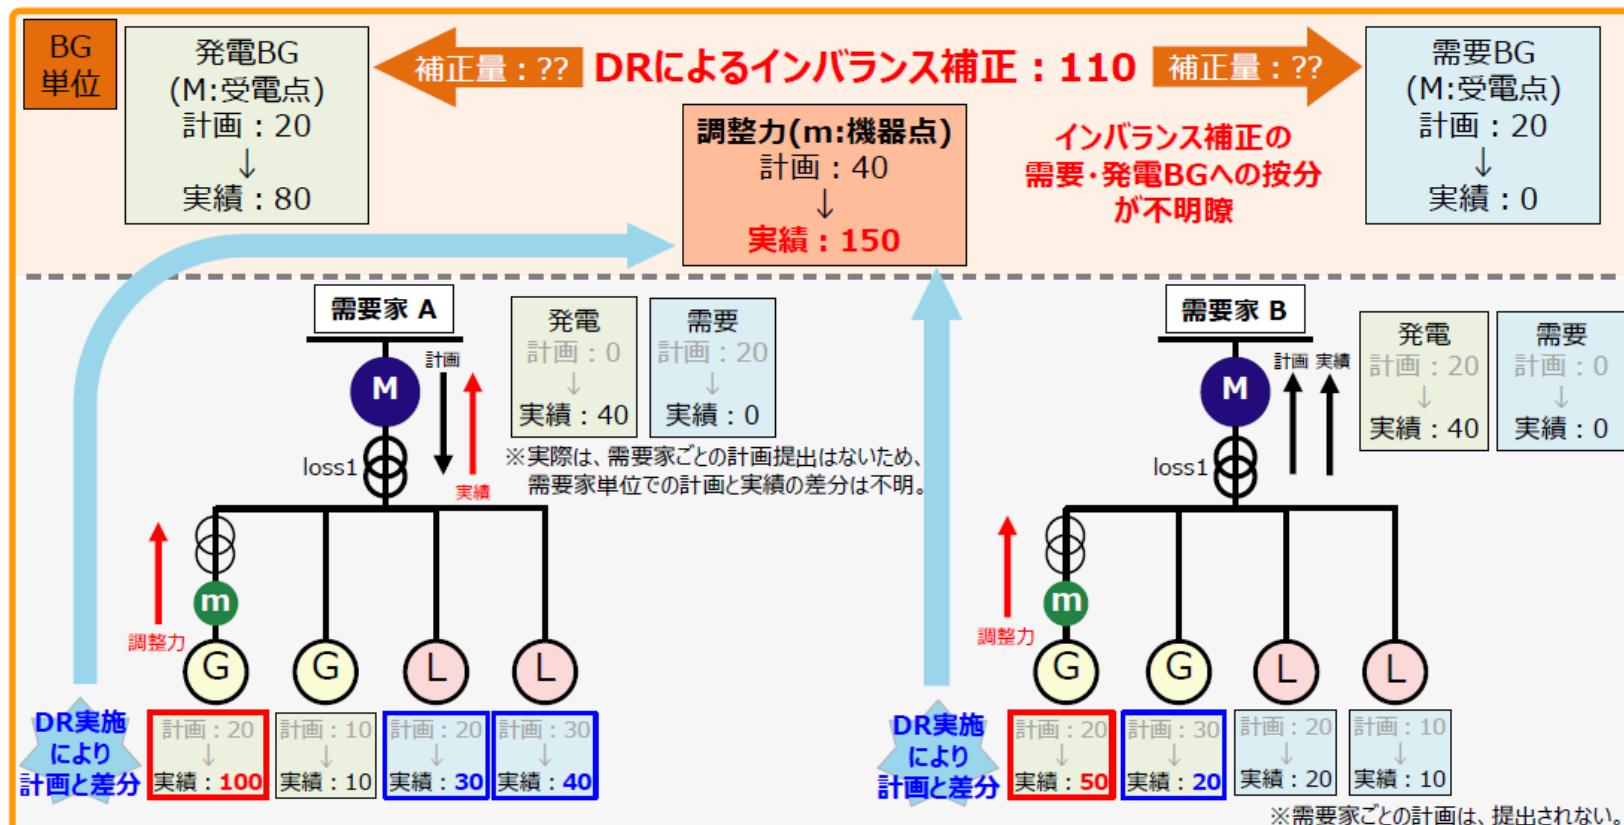 BG
単位
発電BG
(M:受電点)
計画：20
↓
実績：80
補正量：??
DRによるインバランス補正：110
補正量：??
需要BG
(M:受電点)
計画：20
↓
実績：0
調整力(m:機器点)
計画：40
↓
実績：150
インバランス補正の
需要・発電BGへの按分
が不明瞭
需要家 A
計画
M
loss1
実績
発電
計画：0
↓
実績：40
需要
計画：20
↓
実績：0
※実際は、需要家ごとの計画提出はないため、
需要家単位での計画と実績の差分は不明。
調整力
m
G
G
L
L
DR実施
により
計画と差分
計画：20
↓
実績：100
計画：10
↓
実績：10
計画：20
↓
実績：30
計画：30
↓
実績：40
需要家 B
計画 実績
M
loss1
発電
計画：20
↓
実績：40
需要
計画：0
↓
実績：0
調整力
m
G
G
L
L
DR実施
により
計画と差分
計画：20
↓
実績：50
計画：30
↓
実績：20
計画：20
↓
実績：20
計画：10
↓
実績：10
※需要家ごとの計画は、提出されない。